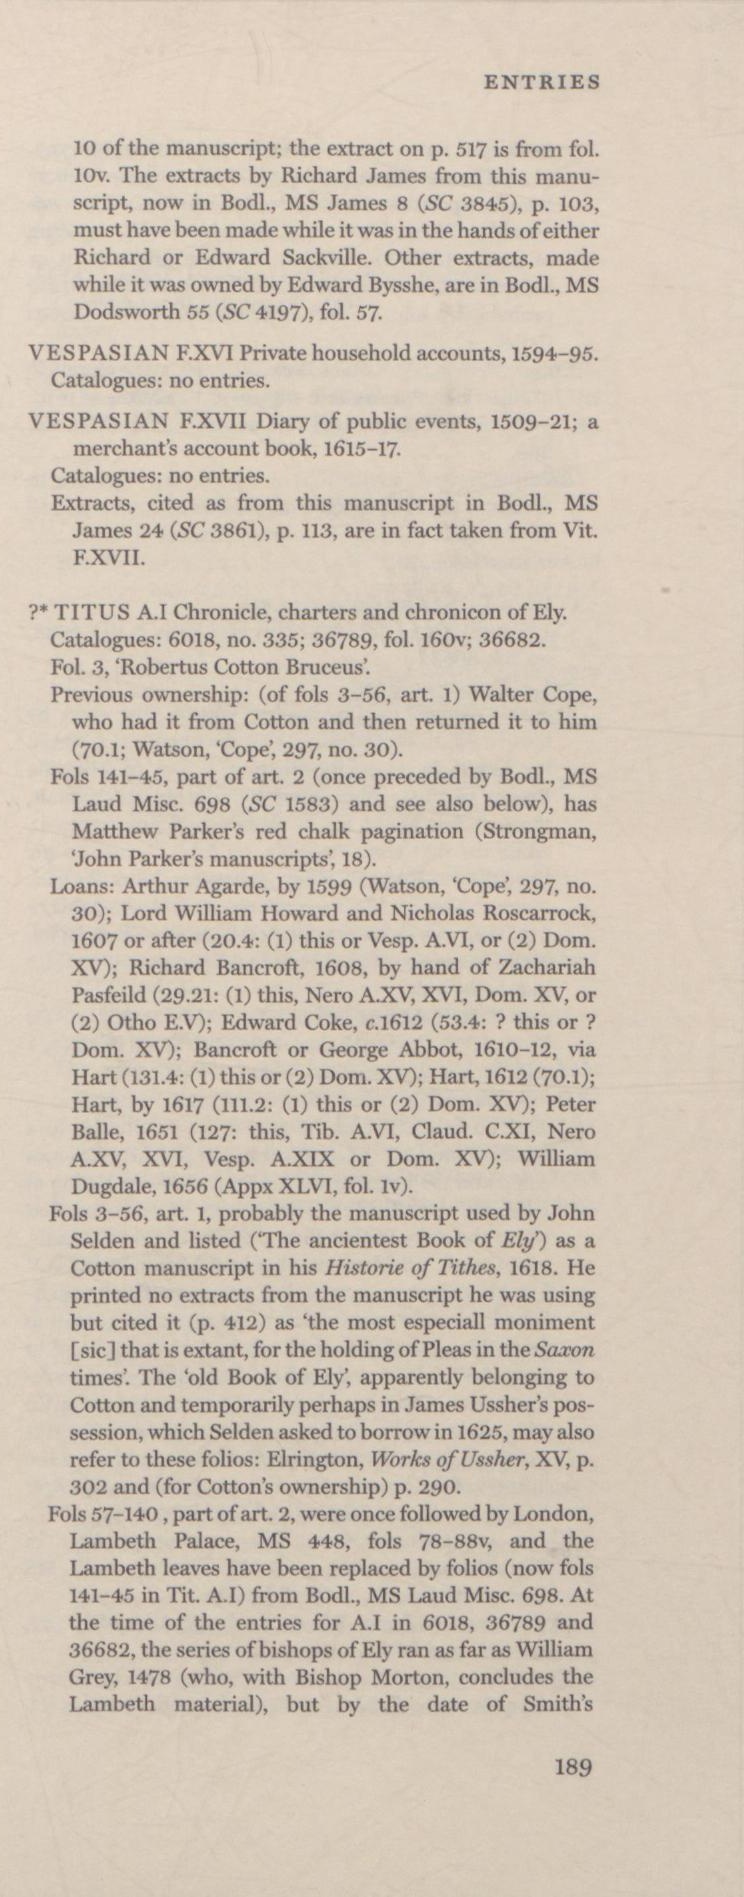 ENTRIES
10 of the manuscript; the extract on p. 517 is from fol.
10v. The extracts by Richard James from this manu-
script, now in Bodl., MS James 8 (SC 3845), p. 103,
must have been made while it was in the hands of either
Richard or Edward Sackville. Other extracts, made
while it was owned by Edward Bysshe, are in Bodl., MS
Dodsworth 55 (SC 4197), fol. 57.
VESPASIAN F.XVI Private household accounts, 1594–95.
Catalogues: no entries.
VESPASIAN F.XVII Diary of public events, 1509–21; a
merchant's account book, 1615–17.
Catalogues: no entries.
Extracts, cited as from this manuscript in Bodl., MS
James 24 (SC 3861), p. 113, are in fact taken from Vit.
F.XVII.
?* TITUS A.I Chronicle, charters and chronicon of Ely.
Catalogues: 6018, no. 335; 36789, fol. 160v; 36682.
Fol. 3, 'Robertus Cotton Bruceus'.
Previous ownership: (of fols 3–56, art. 1) Walter Cope,
who had it from Cotton and then returned it to him
(70.1; Watson, 'Cope', 297, no. 30).
Fols 141–45, part of art. 2 (once preceded by Bodl., MS
Laud Misc. 698 (SC 1583) and see also below), has
Matthew Parker's red chalk pagination (Strongman,
'John Parker's manuscripts', 18).
Loans: Arthur Agarde, by 1599 (Watson, 'Cope', 297, no.
30); Lord William Howard and Nicholas Roscarrock,
1607 or after (20.4: (1) this or Vesp. A.VI, or (2) Dom.
XV); Richard Bancroft, 1608, by hand of Zachariah
Pasfeild (29.21: (1) this, Nero A.XV, XVI, Dom. XV, or
(2) Otho E.V); Edward Coke, c.1612 (53.4: ? this or ?
Dom. XV); Bancroft or George Abbot, 1610–12, via
Hart (131.4: (1) this or (2) Dom. XV); Hart, 1612 (70.1);
Hart, by 1617 (111.2: (1) this or (2) Dom. XV); Peter
Balle, 1651 (127: this, Tib. A.VI, Claud. C.XI, Nero
A.XV, XVI, Vesp. A.XIX or Dom. XV); William
Dugdale, 1656 (Appx XLVI, fol. 1v).
Fols 3–56, art. 1, probably the manuscript used by John
Selden and listed ('The ancientest Book of Ely') as a
Cotton manuscript in his Historie of Tithes, 1618. He
printed no extracts from the manuscript he was using
but cited it (p. 412) as 'the most especiall moniment
[sic] that is extant, for the holding of Pleas in the Saxon
times'. The 'old Book of Ely', apparently belonging to
Cotton and temporarily perhaps in James Ussher's pos-
session, which Selden asked to borrow in 1625, may also
refer to these folios: Elrington, Works of Ussher, XV, p.
302 and (for Cotton's ownership) p. 290.
Fols 57–140 , part of art. 2, were once followed by London,
Lambeth Palace, MS 448, fols 78–88v, and the
Lambeth leaves have been replaced by folios (now fols
141–45 in Tit. A.I) from Bodl., MS Laud Misc. 698. At
the time of the entries for A.I in 6018, 36789 and
36682, the series of bishops of Ely ran as far as William
Grey, 1478 (who, with Bishop Morton, concludes the
Lambeth material), but by the date of Smith's
189